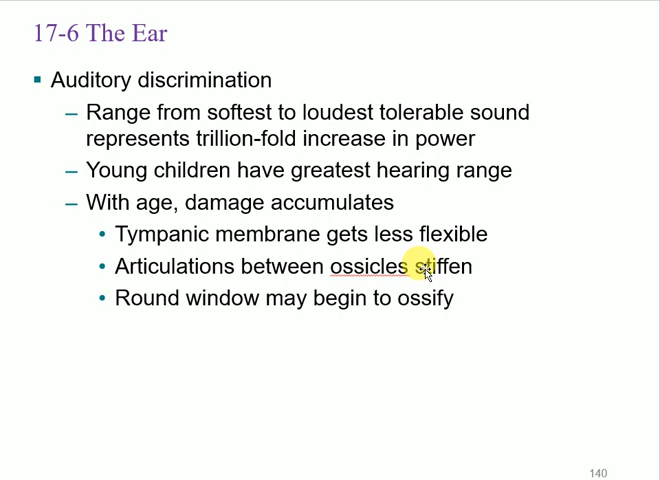 17-6 The Ear
▪ Auditory discrimination
– Range from softest to loudest tolerable sound
represents trillion-fold increase in power
– Young children have greatest hearing range
– With age, damage accumulates
• Tympanic membrane gets less flexible
• Articulations between ossicles stiffen
• Round window may begin to ossify
140